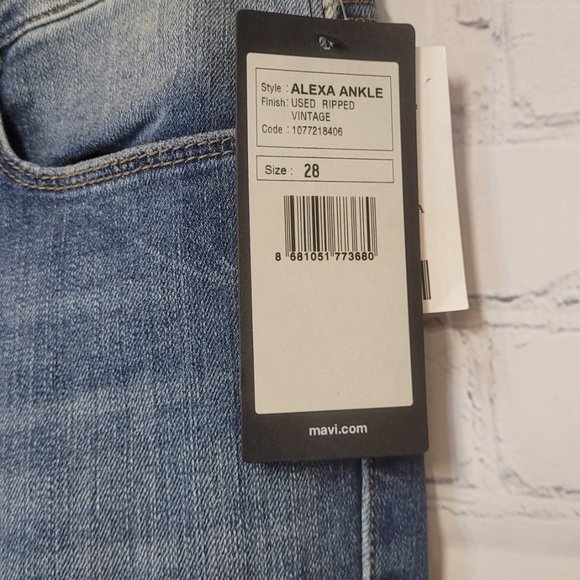 Style : ALEXA ANKLE
Finish: USED RIPPED
VINTAGE
Code : 1077218406
Size : 28
8 681051 773680
mavi.com